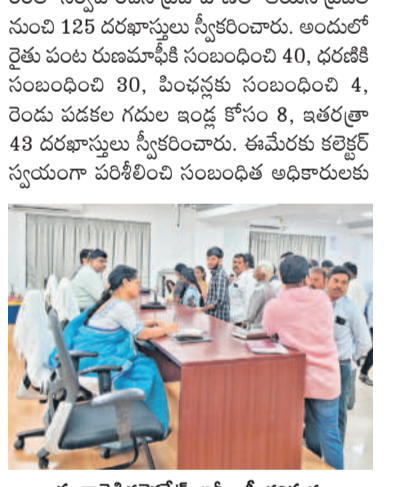 నుంచి 125 దరఖాస్తులు స్వీకరించారు. అందులో
రైతు పంట రుణమాఫీకి సంబంధించి 40, ధరణికి
సంబంధించి 30, పింఛన్లకు సంబంధించి 4,
రెండు పడకల గదుల ఇండ్ల కోసం 8, ఇతరత్రా
43 దరఖాస్తులు స్వీకరించారు. ఈమేరకు కలెక్టర్
స్వయంగా పరిశీలించి సంబంధిత అధికారులకు